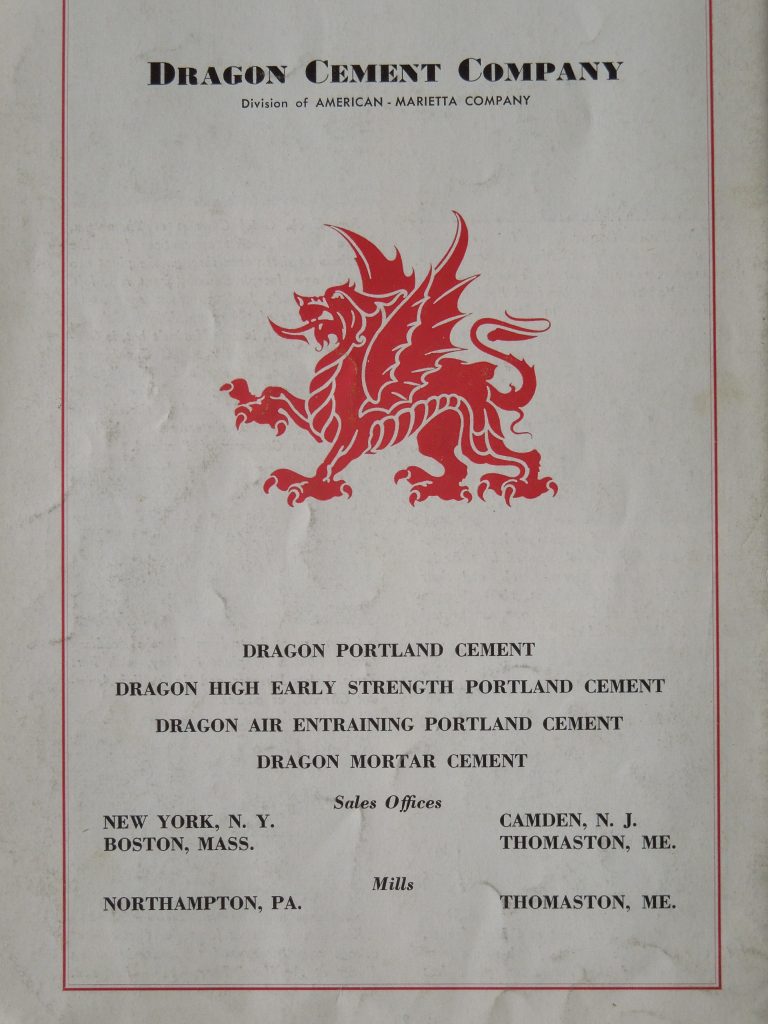 DRAGON CEMENT COMPANY
Division of AMERICAN - MARIETTA COMPANY
DRAGON PORTLAND CEMENT
DRAGON HIGH EARLY STRENGTH PORTLAND CEMENT
DRAGON AIR ENTRAINING PORTLAND CEMENT
DRAGON MORTAR CEMENT
Sales Offices
NEW YORK, N. Y. CAMDEN, N. J.
BOSTON, MASS. THOMASTON, ME.
Mills
NORTHAMPTON, PA. THOMASTON, ME.